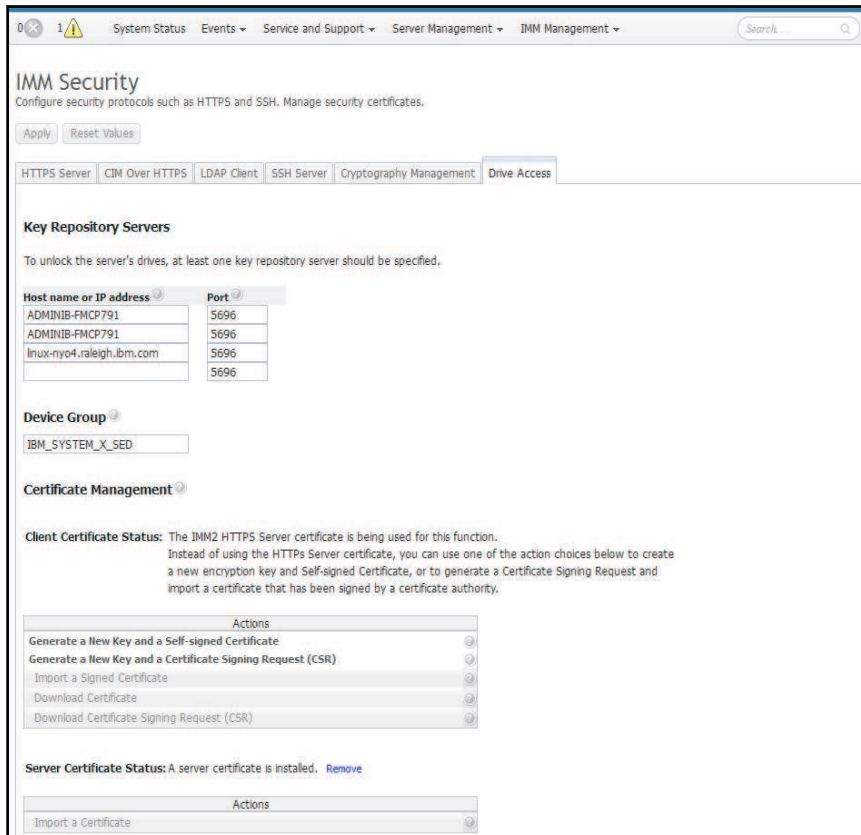 0 1 System Status Events Service and Support Server Management IMM Management Search...
IMM Security
Configure security protocols such as HTTPS and SSH. Manage security certificates.
Apply Reset Values
HTTPS Server CIM Over HTTPS LDAP Client SSH Server Cryptography Management Drive Access
Key Repository Servers
To unlock the server's drives, at least one key repository server should be specified.
Host name or IP address Port
ADMINIB-FMCP791 5696
ADMINIB-FMCP791 5696
linux-nyo4.raleigh.ibm.com 5696
5696
Device Group
IBM_SYSTEM_X_SED
Certificate Management
Client Certificate Status: The IMM2 HTTPS Server certificate is being used for this function.
Instead of using the HTTPs Server certificate, you can use one of the action choices below to create
a new encryption key and Self-signed Certificate, or to generate a Certificate Signing Request and
import a certificate that has been signed by a certificate authority.
Actions
Generate a New Key and a Self-signed Certificate
Generate a New Key and a Certificate Signing Request (CSR)
Import a Signed Certificate
Download Certificate
Download Certificate Signing Request (CSR)
Server Certificate Status: A server certificate is installed. Remove
Actions
Import a Certificate